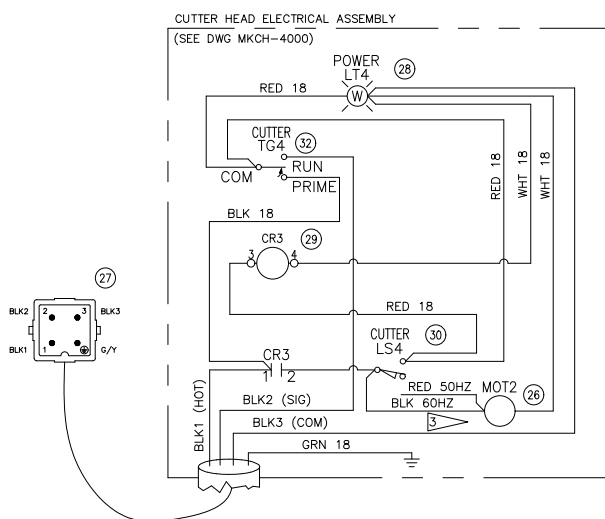 CUTTER HEAD ELECTRICAL ASSEMBLY
(SEE DWG MKCH-4000)
POWER
LT4
28
RED 18
W
CUTTER
TG4
32
RUN
COM
PRIME
RED 18
WHT 18
WHT 18
BLK 18
CR3
29
3
4
27
BLK2
2
3
BLK3
BLK1
1
G/Y
RED 18
CUTTER
LS4
30
CR3
1
2
RED 50HZ
MOT2
26
BLK 60HZ
3
BLK1 (HOT)
BLK2 (SIG)
BLK3 (COM)
GRN 18